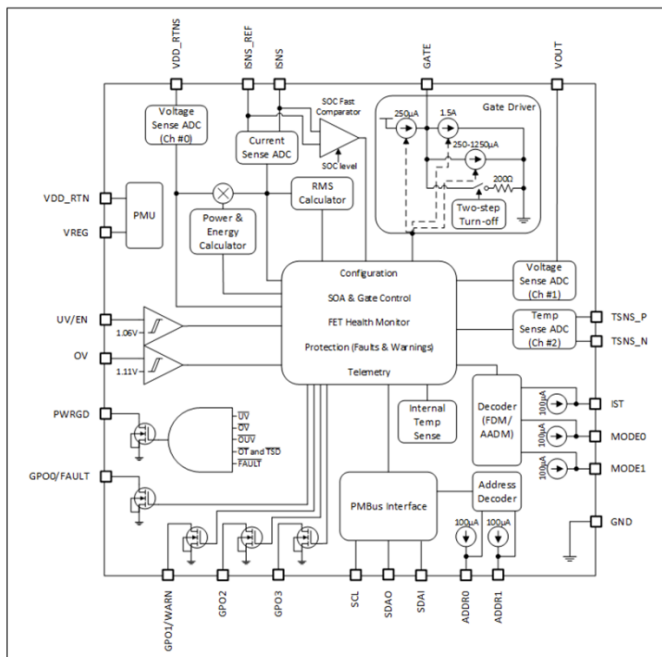 VDD_RTNS
ISNS_REF
ISNS
GATE
VOUT
Voltage
Sense ADC
(Ch #0)
Current
Sense ADC
SOC Fast
Comparator
SOC level
Gate Driver
250µA
1.5A
250-1250µA
200Ω
Two-step
Turn-off
VDD_RTN
VREG
PMU
Power &
Energy
Calculator
RMS
Calculator
Configuration
SOA & Gate Control
FET Health Monitor
Protection (Faults & Warnings)
Telemetry
Voltage
Sense ADC
(Ch #1)
Temp
Sense ADC
(Ch #2)
TSNS_P
TSNS_N
UV/EN
1.06V
OV
1.11V
PWRGD
UV
OV
OUV
OT and TSD
FAULT
GPO0/FAULT
Internal
Temp
Sense
Decoder
(FDM/
AADM)
100µA
IST
100µA
MODE0
100µA
MODE1
PMBus Interface
Address
Decoder
100µA
100µA
GND
GPO1/WARN
GPO2
GPO3
SCL
SDAO
SDAI
ADDR0
ADDR1